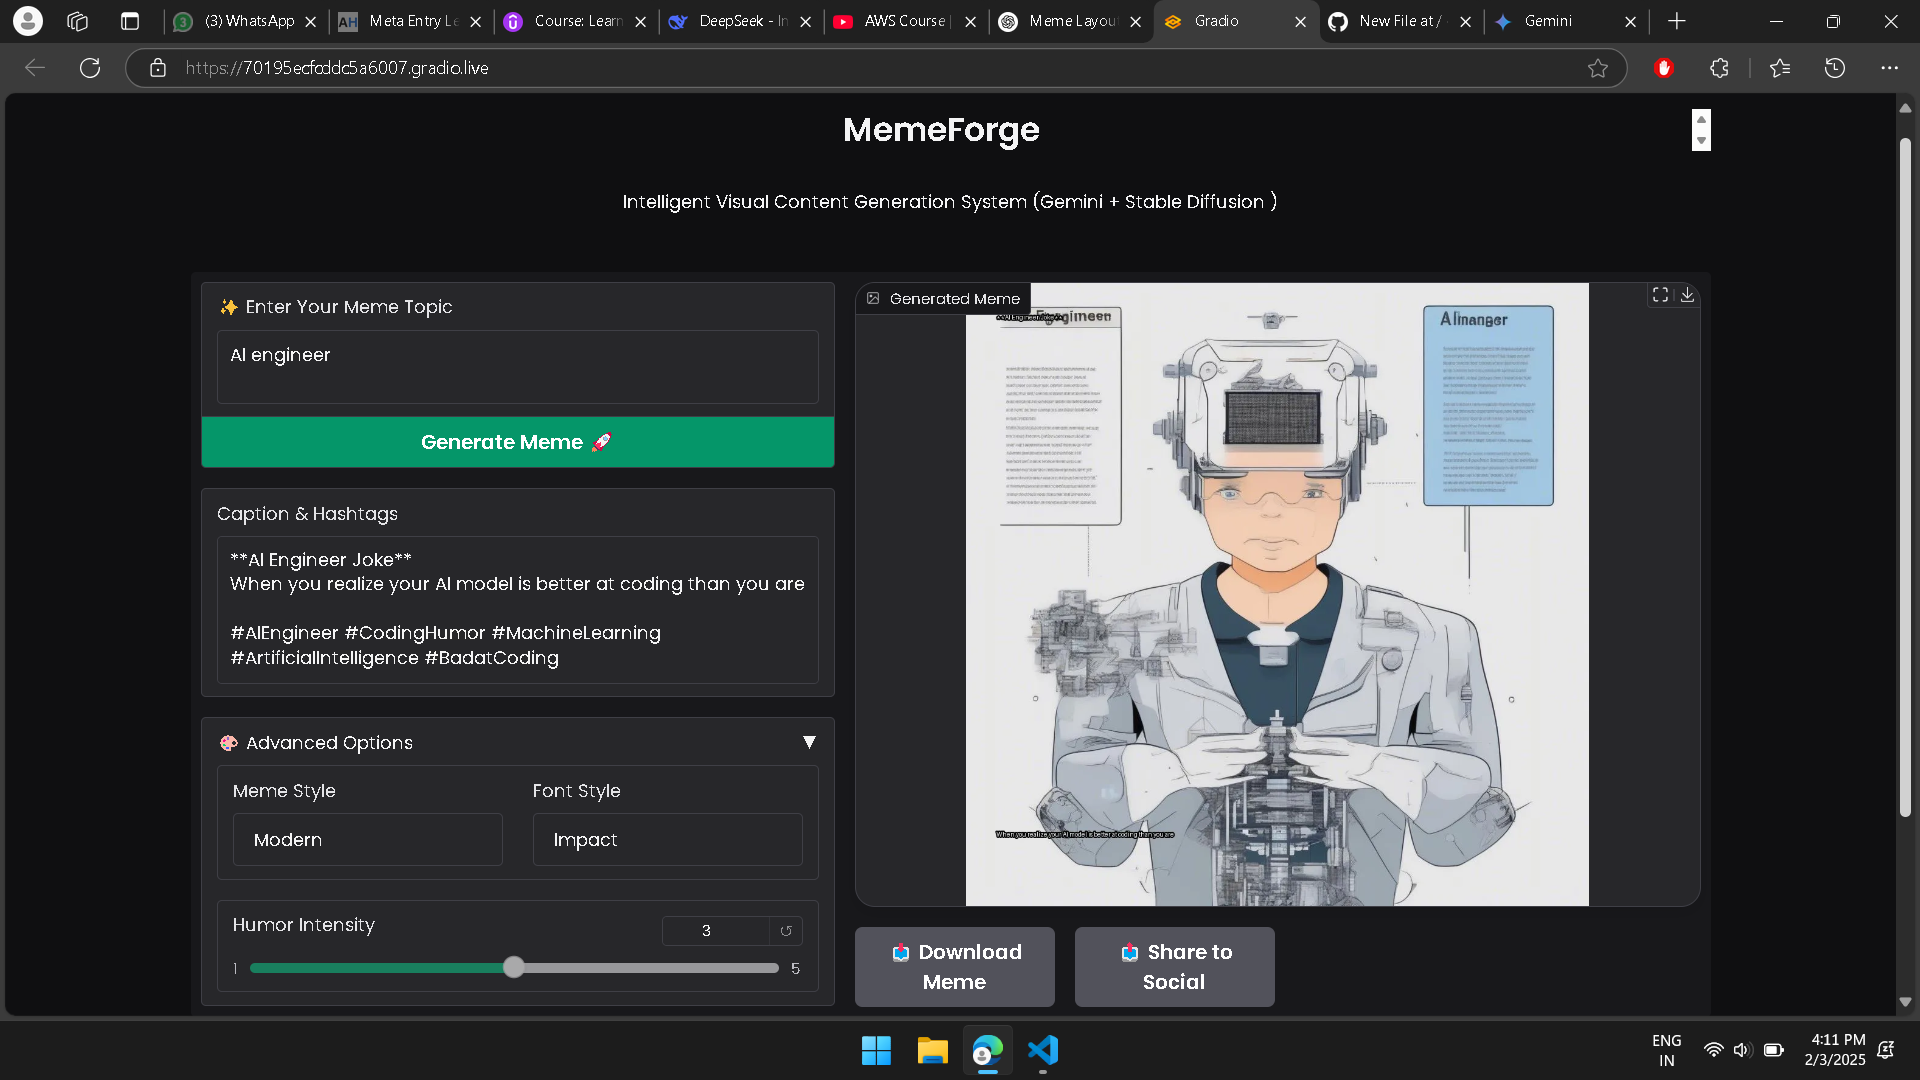 (3) WhatsApp
Meta Entry Le
Course: Learn
DeepSeek - In
AWS Course |
Meme Layou
Gradio
New File at /
Gemini
https://70195ecfcddc5a6007.gradio.live
MemeForge
Intelligent Visual Content Generation System (Gemini + Stable Diffusion )
✨ Enter Your Meme Topic
AI engineer
Generate Meme 🚀
Caption & Hashtags
**AI Engineer Joke**
When you realize your AI model is better at coding than you are
#AIEngineer #CodingHumor #MachineLearning
#ArtificialIntelligence #BadatCoding
🎨 Advanced Options
▼
Meme Style
Font Style
Modern
Impact
Humor Intensity
3
1
5
Generated Meme
**AI Engineer Joke**
AImanger
When you realize your AI model is better at coding than you are
Download
Meme
Share to
Social
ENG
IN
4:11 PM
2/3/2025